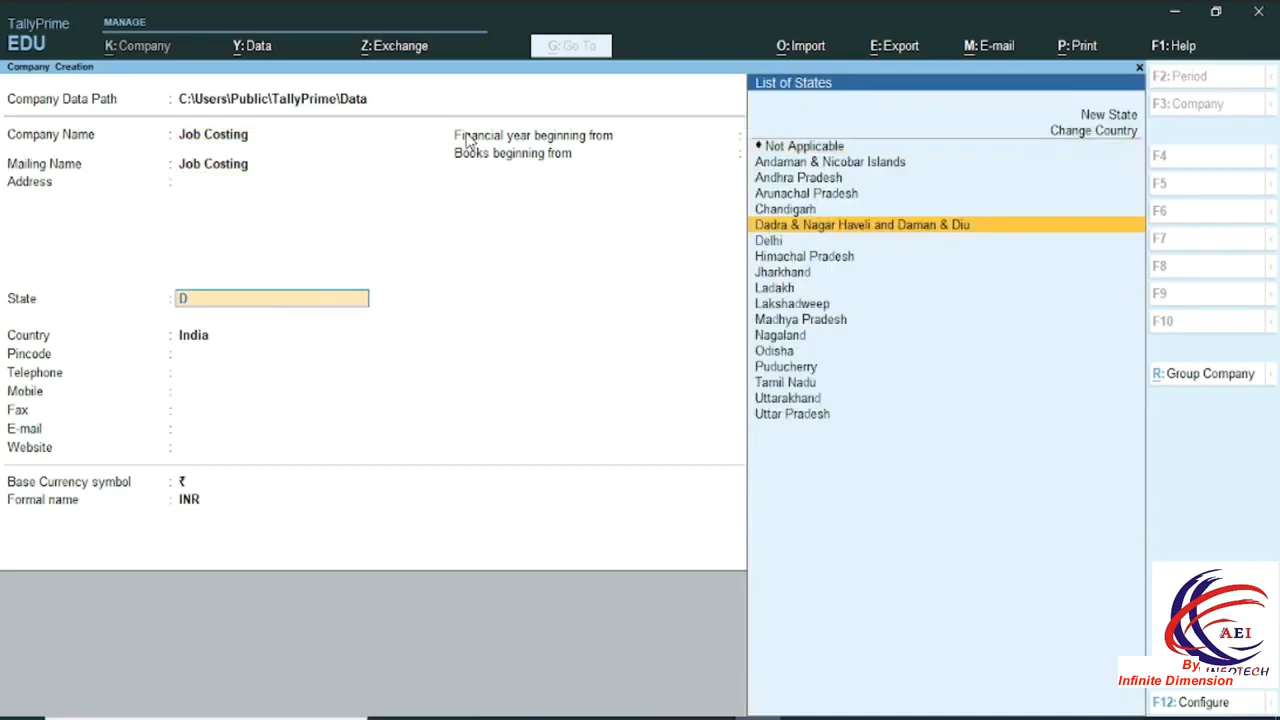 TallyPrime
EDU
MANAGE
K: Company
Y: Data
Z: Exchange
G: Go To
O: Import
E: Export
M: E-mail
P: Print
F1: Help
Company Creation
Company Data Path : C:\Users\Public\TallyPrime\Data
Company Name : Job Costing
Mailing Name : Job Costing
Address :
Financial year beginning from :
Books beginning from :
State : D
Country : India
Pincode :
Telephone :
Mobile :
Fax :
E-mail :
Website :
Base Currency symbol : ₹
Formal name : INR
List of States
New State
Change Country
♦ Not Applicable
Andaman & Nicobar Islands
Andhra Pradesh
Arunachal Pradesh
Chandigarh
Dadra & Nagar Haveli and Daman & Diu
Delhi
Himachal Pradesh
Jharkhand
Ladakh
Lakshadweep
Madhya Pradesh
Nagaland
Odisha
Puducherry
Tamil Nadu
Uttarakhand
Uttar Pradesh
F2: Period
F3: Company
F4
F5
F6
F7
F8
F9
F10
R: Group Company
AEI
By,
Infinite Dimension
F12: Configure